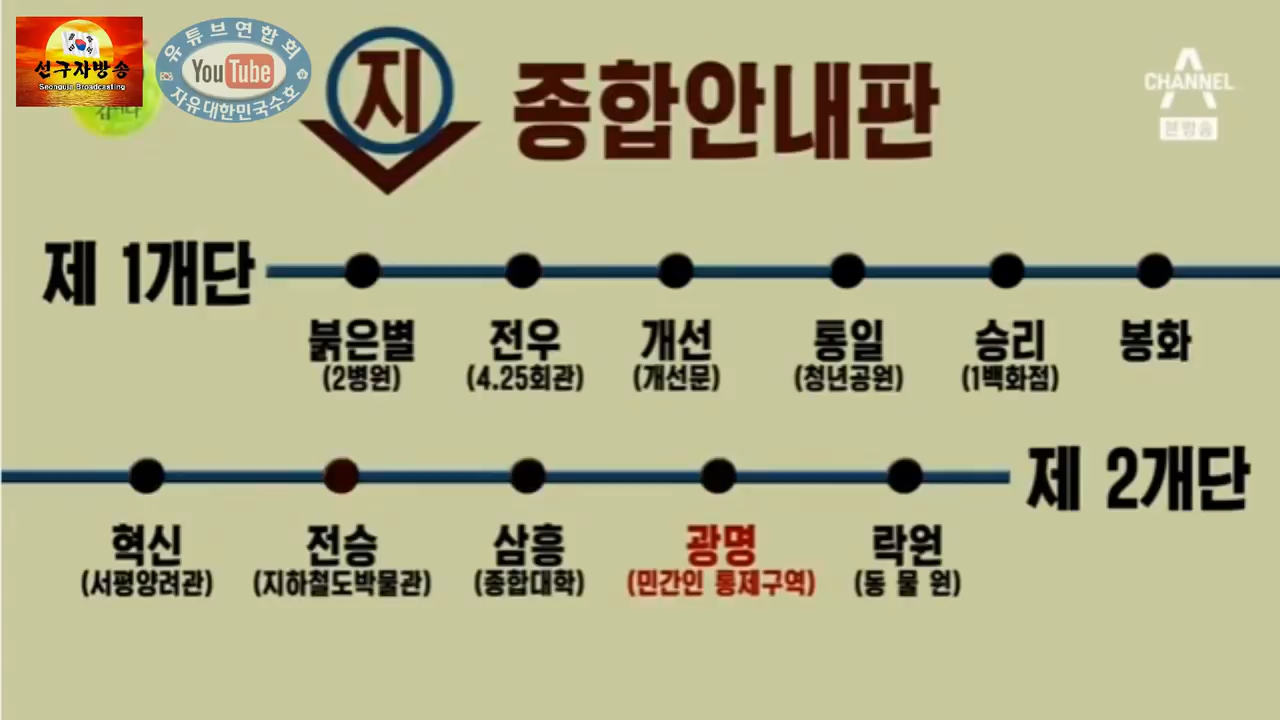 선구자방송
Seonguja Broadcasting
유튜브연합회
YouTube
자유대한민국수호
지
종합안내판
CHANNEL A
본방송
제 1개단
붉은별
(2병원)
전우
(4.25회관)
개선
(개선문)
통일
(청년공원)
승리
(1백화점)
봉화
혁신
(서평양려관)
전승
(지하철도박물관)
삼흥
(종합대학)
광명
(민간인 통제구역)
락원
(동 물 원)
제 2개단